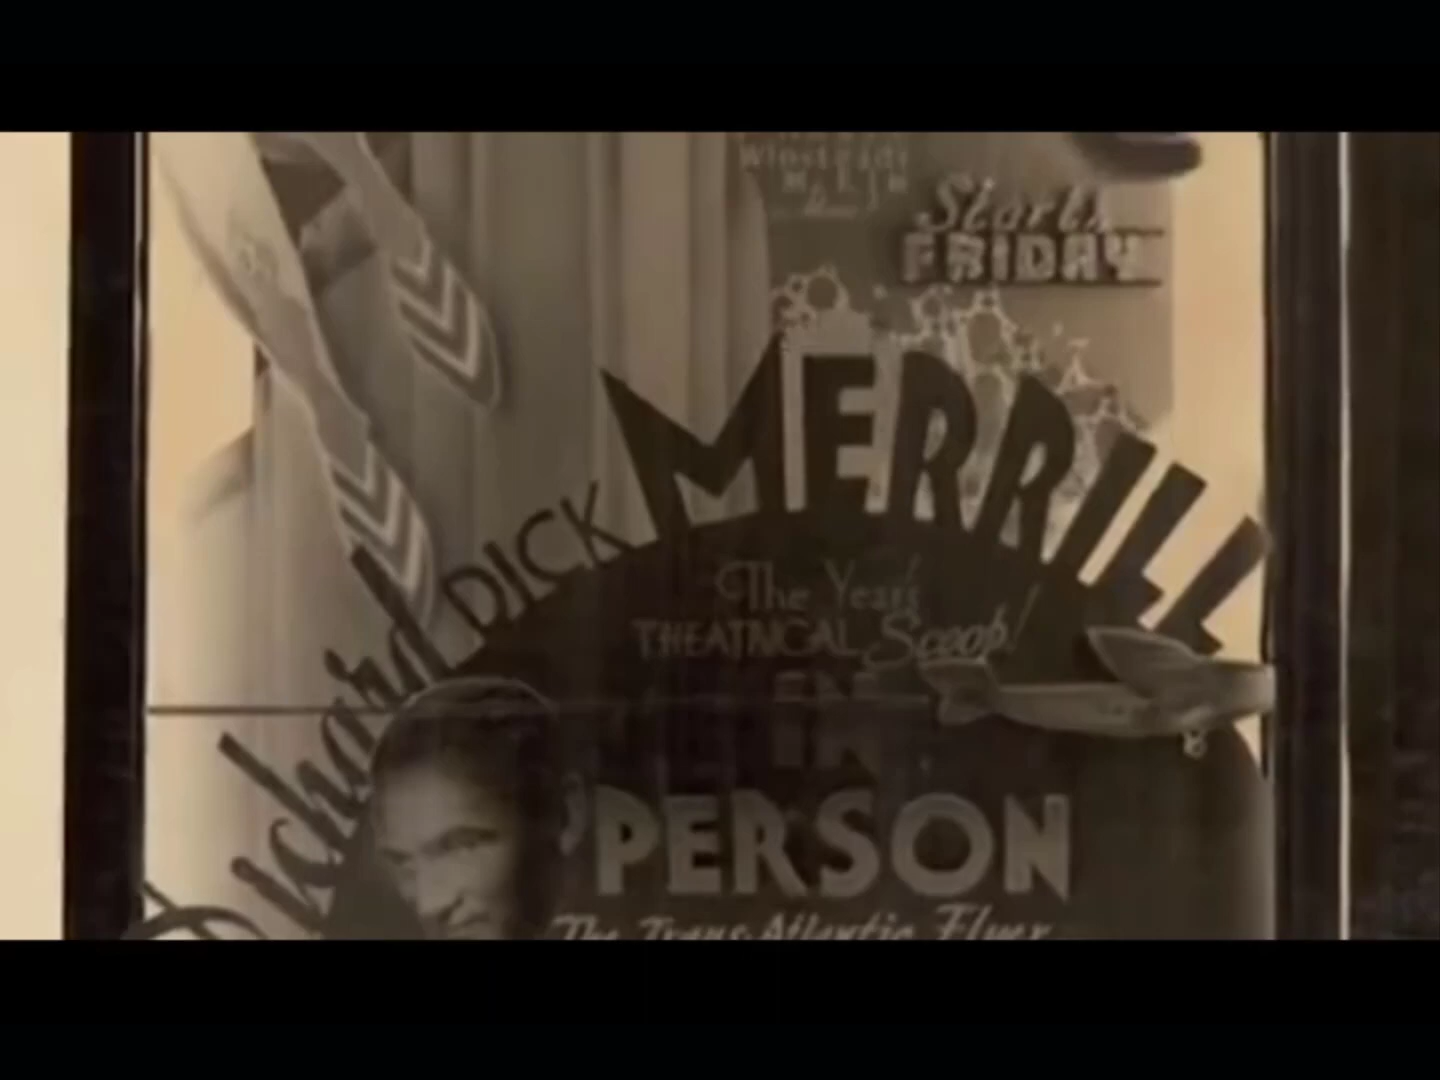 Starts
FRIDAY
Richard DICK MERRILL
The Year's
THEATRICAL Scoop!
IN
PERSON
The Trans-Atlantic Flyer